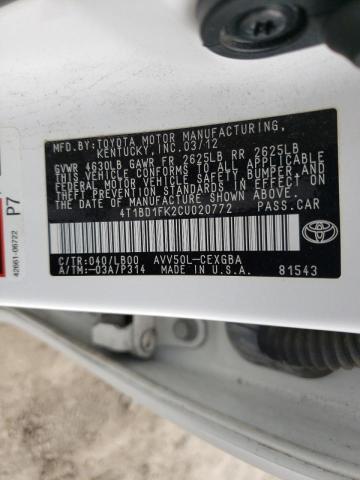 MFD.BY:TOYOTA MOTOR MANUFACTURING,
KENTUCKY,INC.03/12
GVWR 4630LB GAWR FR 2625LB RR 2625LB
THIS VEHICLE CONFORMS TO ALL APPLICABLE
FEDERAL MOTOR VEHICLE SAFETY, BUMPER, AND
THEFT PREVENTION STANDARDS IN EFFECT ON
THE DATE OF MANUFACTURE SHOWN ABOVE.
4T1BD1FK2CU020772 PASS.CAR
C/TR:040/LB00 AVV50L-CEXGBA
A/TM:-03A/P314 MADE IN U.S.A. 81543
TOYOTA
P7
42661-06722